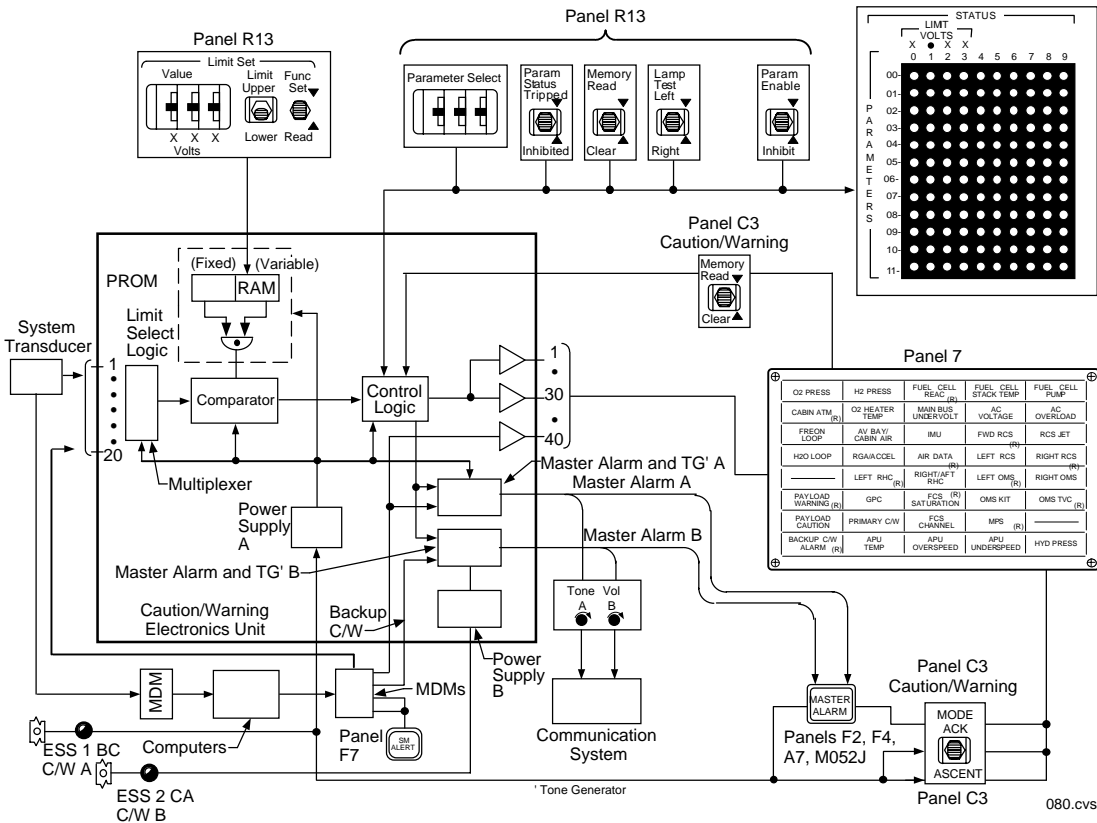 Panel R13
Limit Set
Value
Limit
Upper
Func
Set
X X X
Volts
Lower
Read
Panel R13
Parameter Select
Param
Status
Tripped
Inhibited
Memory
Read
Clear
Lamp
Test
Left
Right
Param
Enable
Inhibit
STATUS
LIMIT
VOLTS
X X X
0 1 2 3 4 5 6 7 8 9
PARAMETERS
00-
01-
02-
03-
04-
05-
06-
07-
08-
09-
10-
11-
Panel C3
Caution/Warning
Memory
Read
Clear
(Fixed) (Variable)
PROM
RAM
Limit
Select
Logic
System
Transducer
1
20
Comparator
Control
Logic
1
30
40
Multiplexer
Power
Supply
A
Master Alarm and TG' A
Master Alarm A
Master Alarm B
Master Alarm and TG' B
Tone
A
Vol
B
Caution/Warning
Electronics Unit
Backup
C/W
Power
Supply
B
Panel 7
O2 PRESS
H2 PRESS
FUEL CELL
REAC (R)
FUEL CELL
STACK TEMP
FUEL CELL
PUMP
CABIN ATM (R)
O2 HEATER
TEMP
MAIN BUS
UNDERVOLT
AC
VOLTAGE
AC
OVERLOAD
FREON
LOOP
AV BAY/
CABIN AIR
IMU
FWD RCS (R)
RCS JET
H2O LOOP
RGA/ACCEL
AIR DATA (R)
LEFT RCS
RIGHT RCS (R)
LEFT RHC (R)
RIGHT/AFT
RHC
LEFT OMS (R)
RIGHT OMS
PAYLOAD
WARNING (R)
GPC
FCS (R)
SATURATION
OMS KIT
OMS TVC (R)
PAYLOAD
CAUTION
PRIMARY C/W
FCS
CHANNEL
MPS (R)
BACKUP C/W
ALARM (R)
APU
TEMP
APU
OVERSPEED
APU
UNDERSPEED
HYD PRESS
MDM
Computers
MDMs
Panel
F7
SM
ALERT
Communication
System
MASTER
ALARM
Panels F2, F4,
A7, M052J
Panel C3
Caution/Warning
MODE
ACK
ASCENT
Panel C3
ESS 1 BC
C/W A
ESS 2 CA
C/W B
' Tone Generator
080.cvs